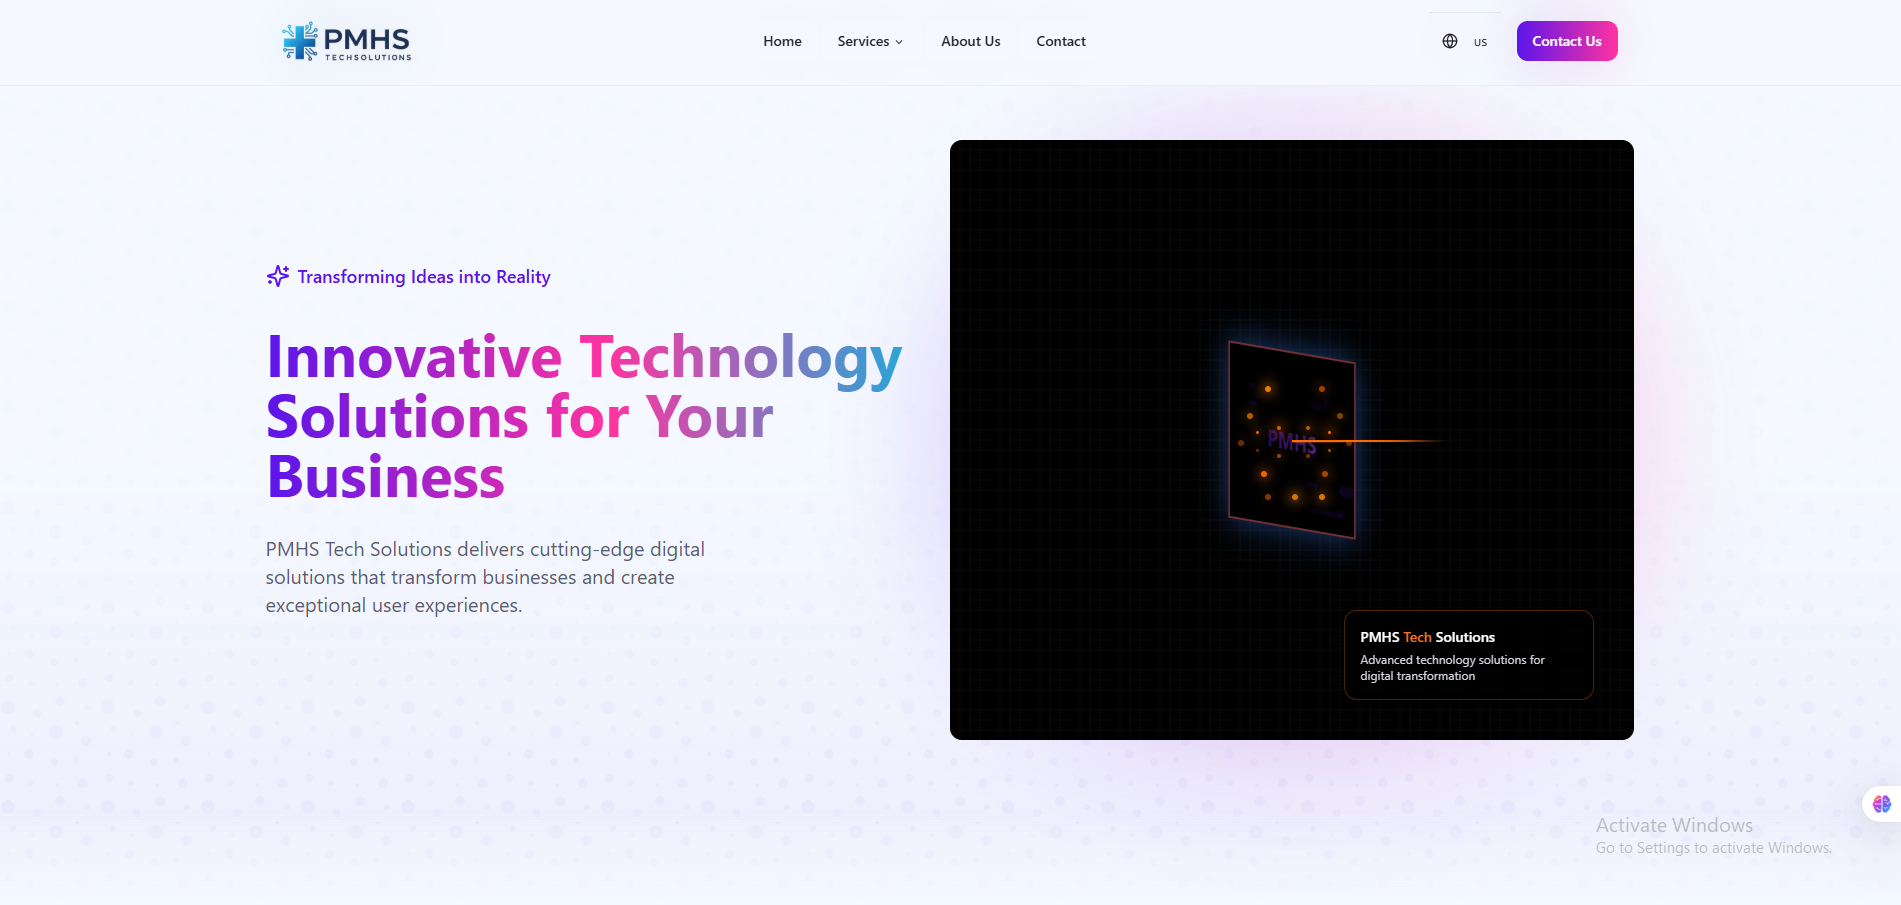 PMHS
TECHSOLUTIONS
Home
Services
About Us
Contact
US
Contact Us
Transforming Ideas into Reality
Innovative Technology
Solutions for Your
Business
PMHS Tech Solutions delivers cutting-edge digital
solutions that transform businesses and create
exceptional user experiences.
PMHS
PMHS Tech Solutions
Advanced technology solutions for
digital transformation
Activate Windows
Go to Settings to activate Windows.